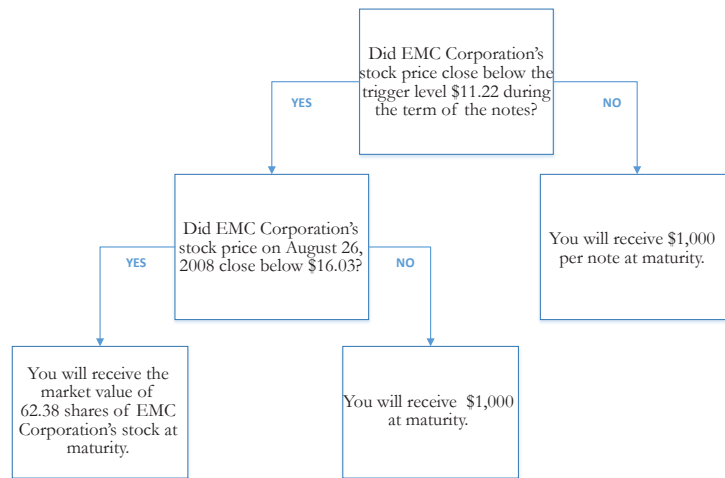 Did EMC Corporation's
stock price close below the
trigger level $11.22 during
the term of the notes?
YES
NO
Did EMC Corporation's
stock price on August 26,
2008 close below $16.03?
You will receive $1,000
per note at maturity.
YES
NO
You will receive the
market value of
62.38 shares of EMC
Corporation's stock at
maturity.
You will receive $1,000
at maturity.